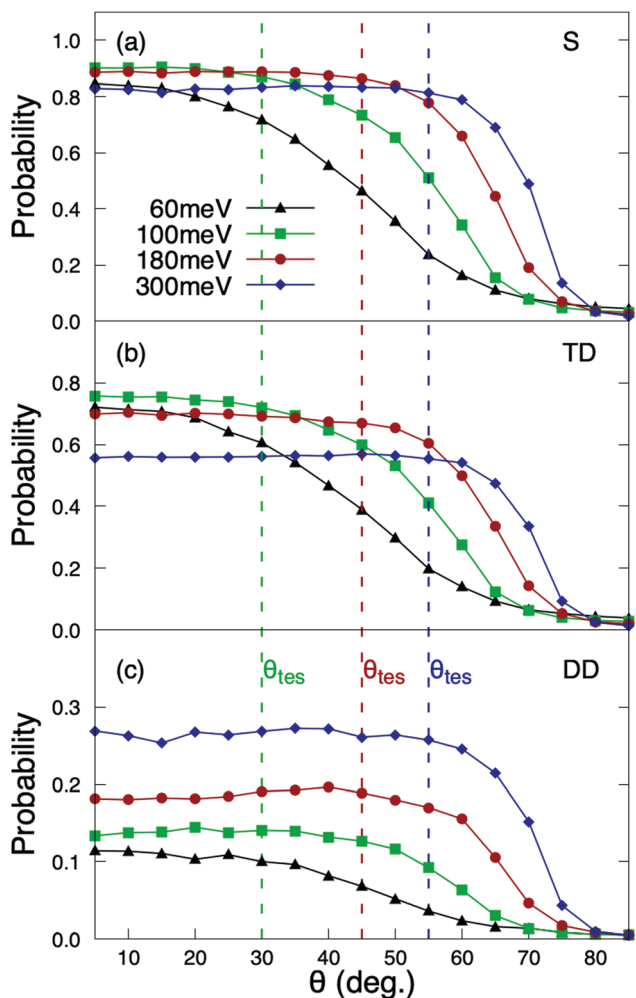 (a) S
1.0
0.8
0.6
0.4
0.2
0.0
Probability
60meV
100meV
180meV
300meV
(b) TD
0.8
0.6
0.4
0.2
0.0
Probability
(c) DD
θtes θtes θtes
0.3
0.2
0.1
0.0
Probability
10 20 30 40 50 60 70 80
θ (deg.)